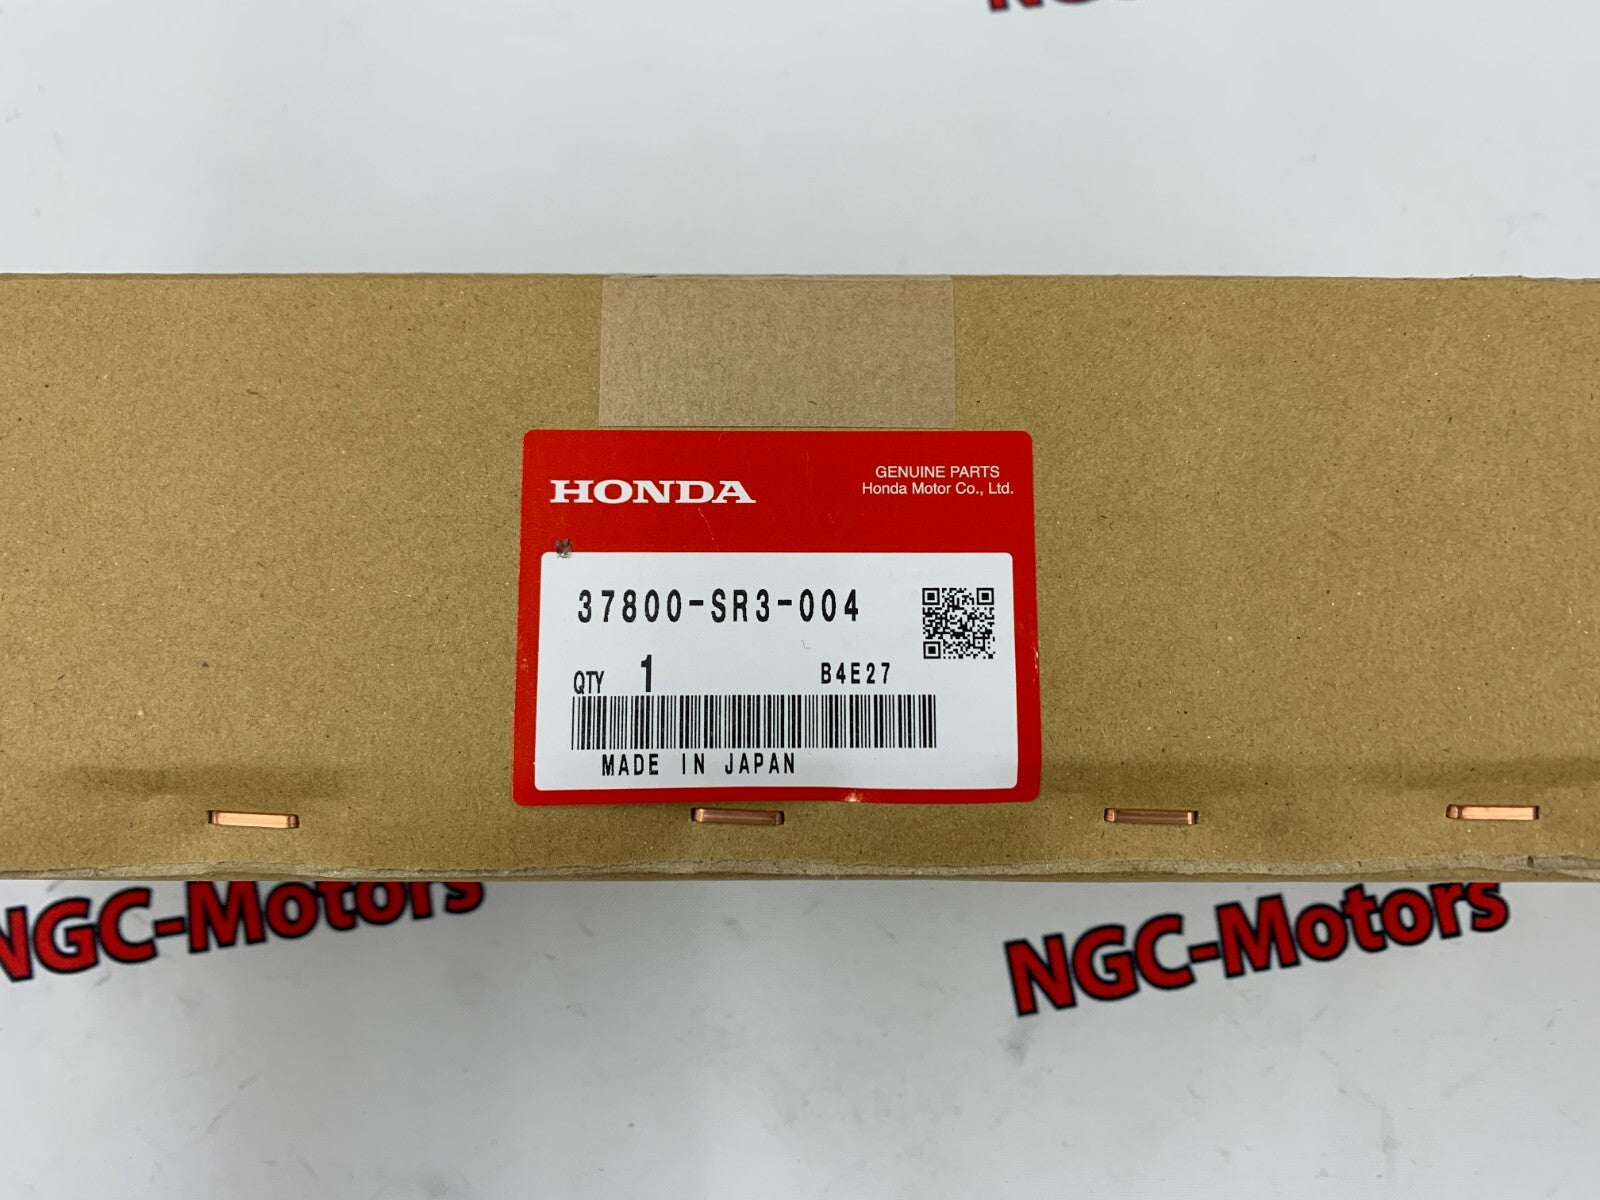 HONDA
GENUINE PARTS
Honda Motor Co., Ltd.
37800-SR3-004
QTY 1 B4E27
MADE IN JAPAN
NGC-Motors
NGC-Motors